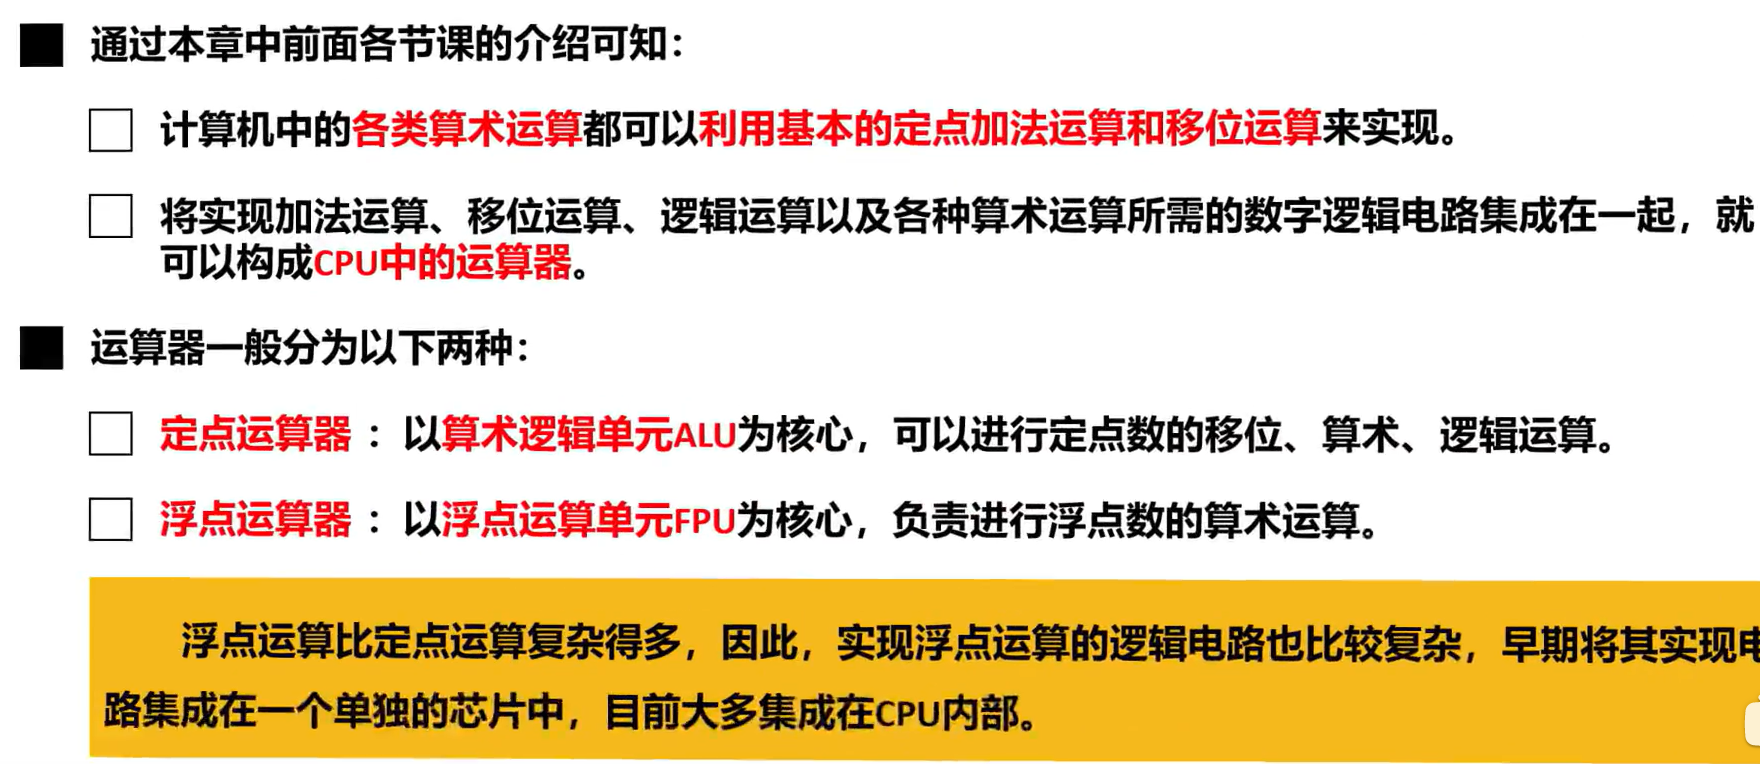 通过本章中前面各节课的介绍可知：
计算机中的各类算术运算都可以利用基本的定点加法运算和移位运算来实现。
将实现加法运算、移位运算、逻辑运算以及各种算术运算所需的数字逻辑电路集成在一起，就
可以构成CPU中的运算器。
运算器一般分为以下两种：
定点运算器 ：以算术逻辑单元ALU为核心，可以进行定点数的移位、算术、逻辑运算。
浮点运算器 ：以浮点运算单元FPU为核心，负责进行浮点数的算术运算。
浮点运算比定点运算复杂得多，因此，实现浮点运算的逻辑电路也比较复杂，早期将其实现电
路集成在一个单独的芯片中，目前大多集成在CPU内部。